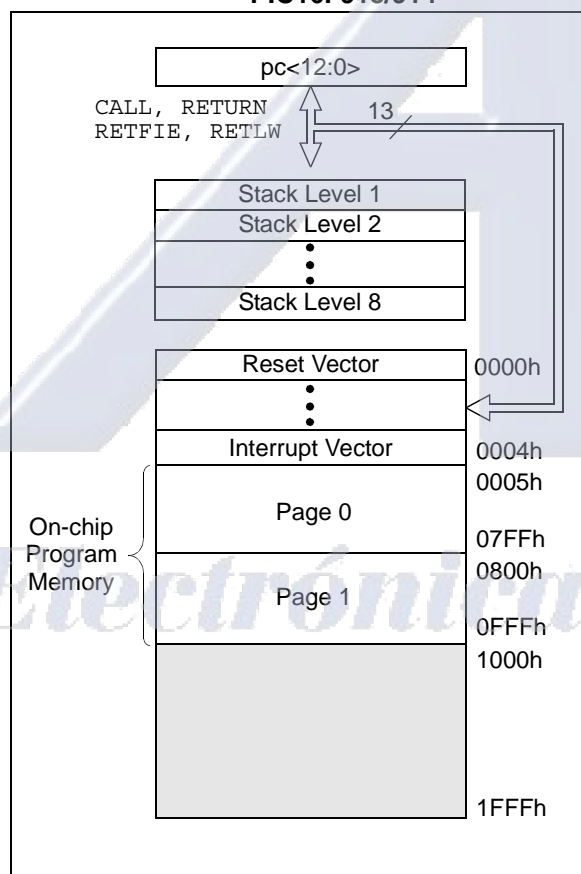 pc<12:0>
CALL, RETURN
RETFIE, RETLW
13
Stack Level 1
Stack Level 2
Stack Level 8
Reset Vector
0000h
Interrupt Vector
0004h
0005h
Page 0
On-chip
Program
Memory
07FFh
0800h
Page 1
0FFFh
1000h
1FFFh
Electrónica